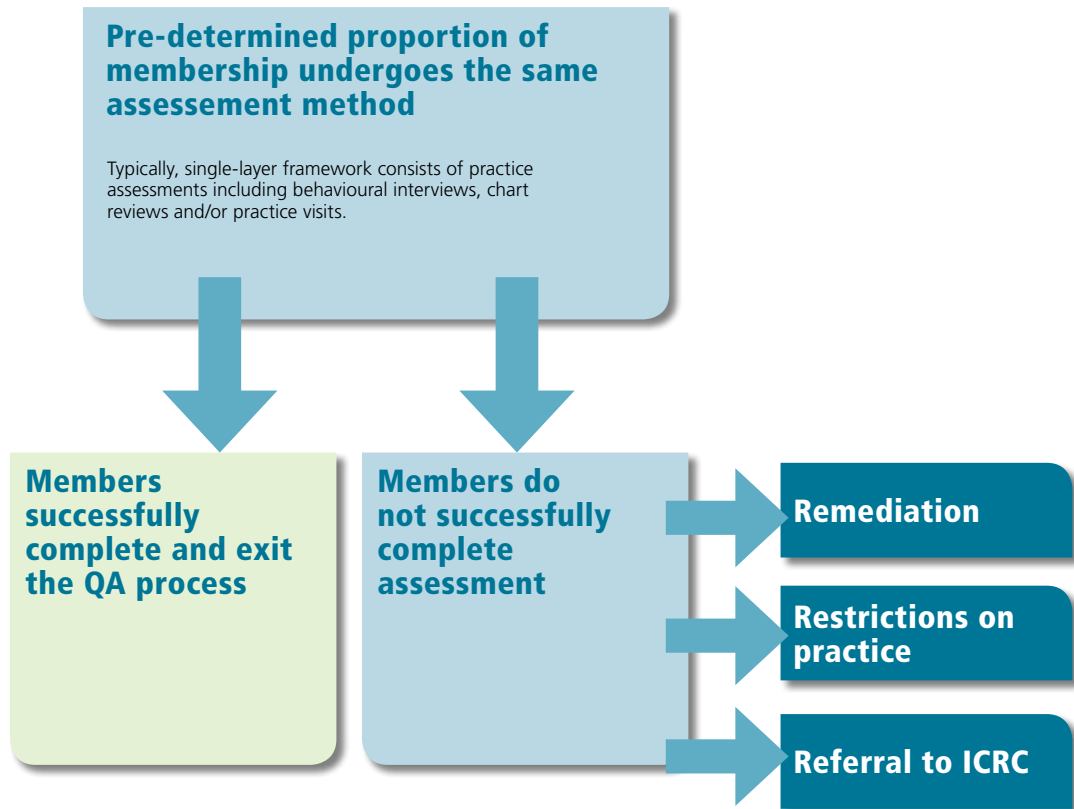 Pre-determined proportion of
membership undergoes the same
assessement method
Typically, single-layer framework consists of practice
assessments including behavioural interviews, chart
reviews and/or practice visits.
Members
successfully
complete and exit
the QA process
Members do
not successfully
complete
assessment
Remediation
Restrictions on
practice
Referral to ICRC